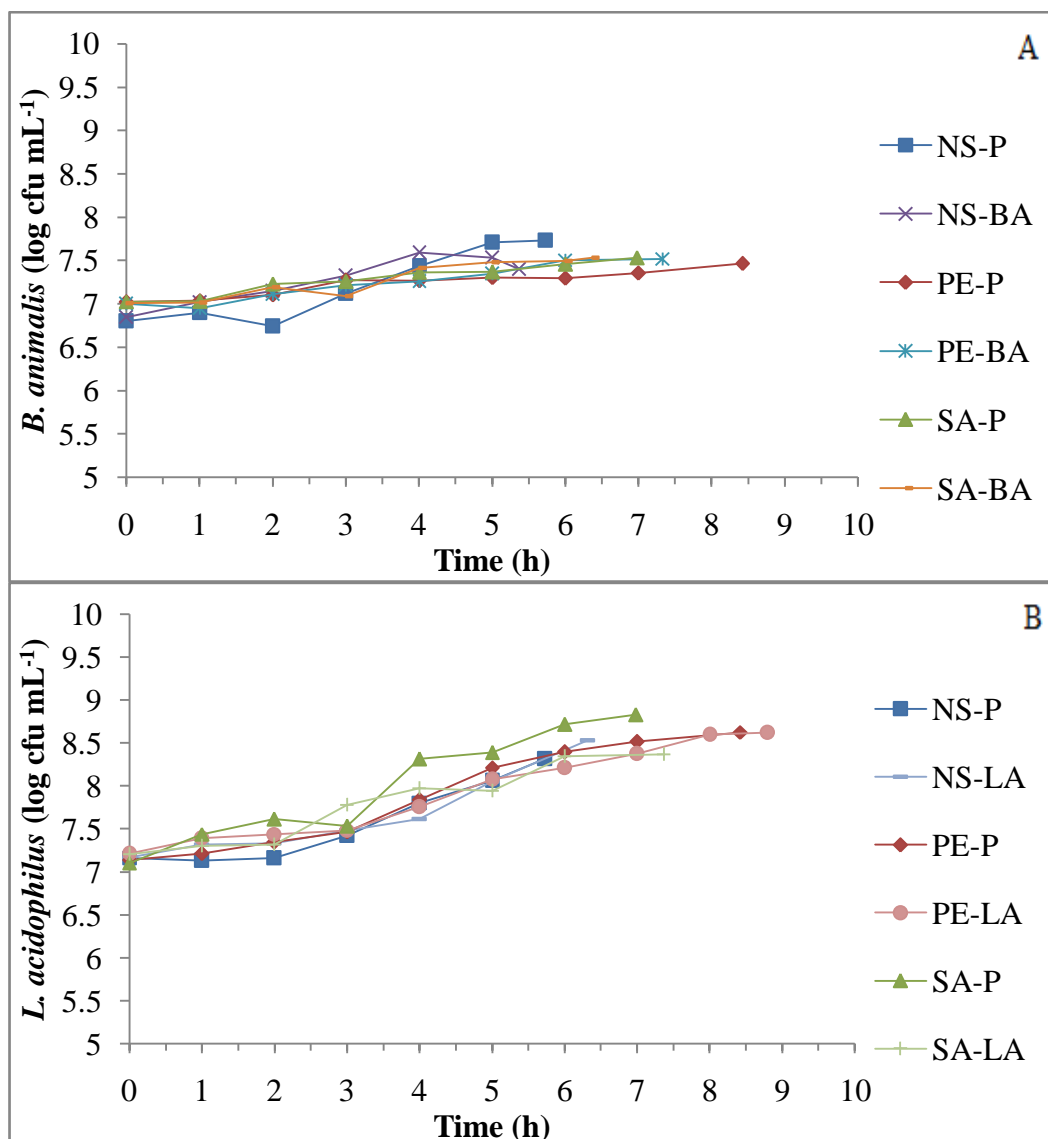 A
B. animalis (log cfu mL-1)
10
9.5
9
8.5
8
7.5
7
6.5
6
5.5
5
0 1 2 3 4 5 6 7 8 9 10
Time (h)
NS-P
NS-BA
PE-P
PE-BA
SA-P
SA-BA
B
L. acidophilus (log cfu mL-1)
10
9.5
9
8.5
8
7.5
7
6.5
6
5.5
5
0 1 2 3 4 5 6 7 8 9 10
Time (h)
NS-P
NS-LA
PE-P
PE-LA
SA-P
SA-LA